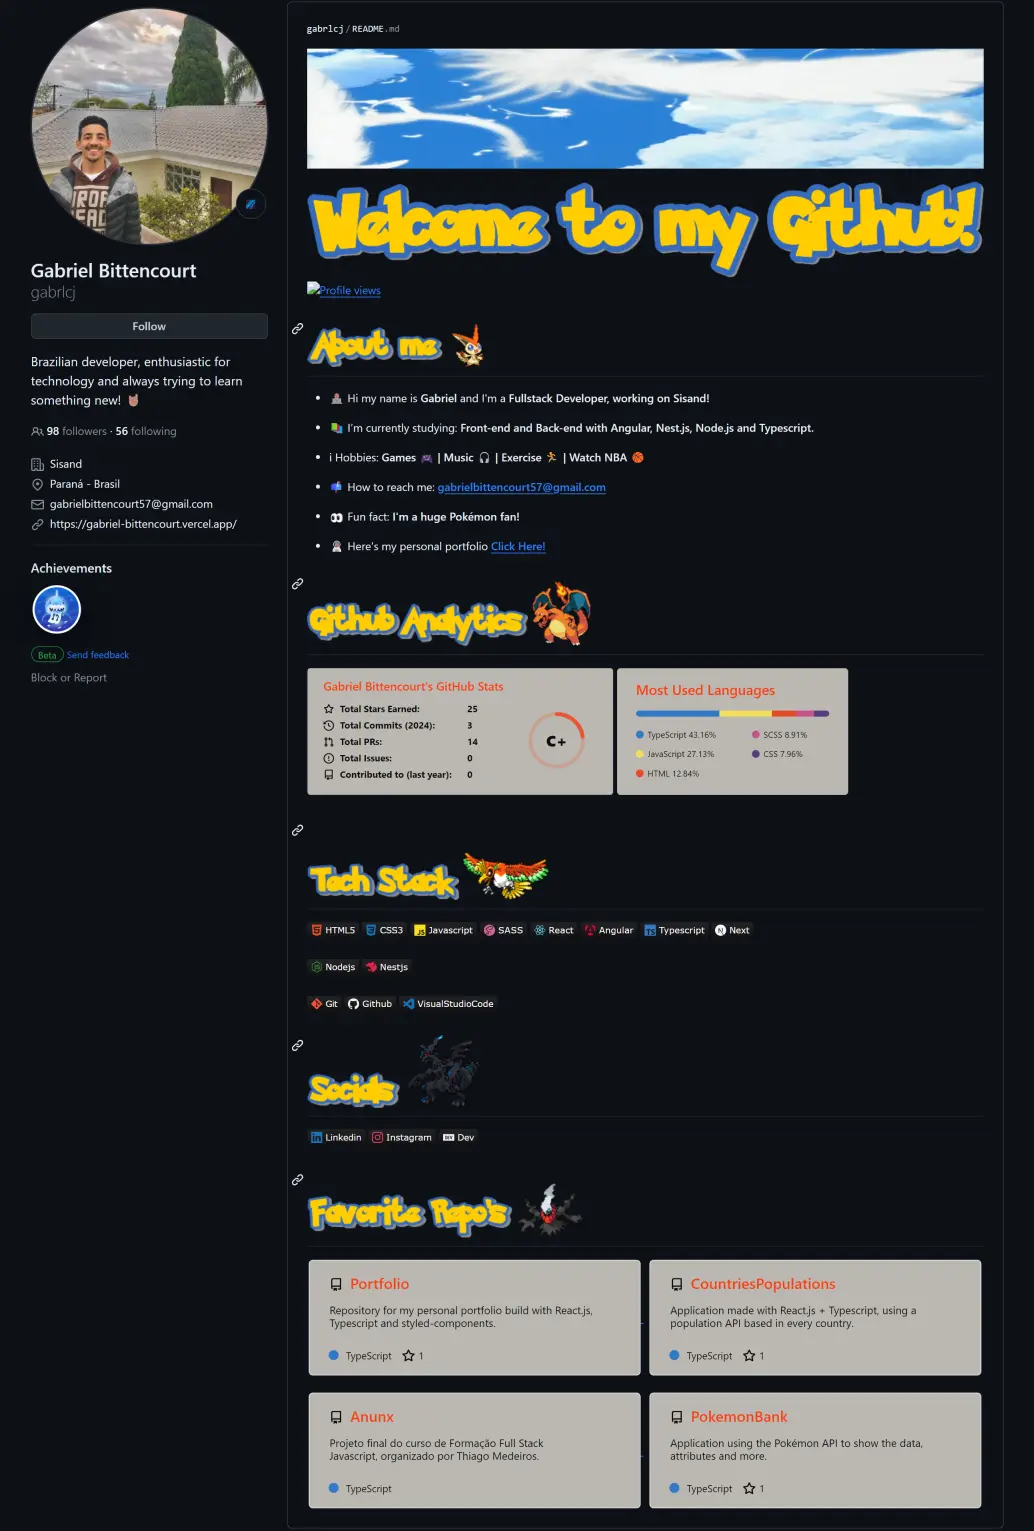 Gabriel Bittencourt
gabrlcj
Follow
Brazilian developer, enthusiastic for
technology and always trying to learn
something new! 🤘🏽
98 followers · 56 following
Sisand
Paraná - Brasil
gabrielbittencourt57@gmail.com
https://gabriel-bittencourt.vercel.app/
Achievements
Beta Send feedback
Block or Report
gabrlcj/README.md
Welcome to my Github!
Profile views
About me
Hi my name is Gabriel and I'm a Fullstack Developer, working on Sisand!
I'm currently studying: Front-end and Back-end with Angular, Nest.js, Node.js and Typescript.
ℹ Hobbies: Games 🎮 | Music 🎧 | Exercise 🏃 | Watch NBA 🏀
📫 How to reach me: gabrielbittencourt57@gmail.com
👀 Fun fact: I'm a huge Pokémon fan!
Here's my personal portfolio Click Here!
Github Analytics
Gabriel Bittencourt's GitHub Stats
Total Stars Earned: 25
Total Commits (2024): 3
Total PRs: 14
Total Issues: 0
Contributed to (last year): 0
C+
Most Used Languages
TypeScript 43.16%
JavaScript 27.13%
HTML 12.84%
SCSS 8.91%
CSS 7.96%
Tech Stack
HTML5 CSS3 Javascript SASS React Angular Typescript Next
Nodejs Nestjs
Git Github VisualStudioCode
Socials
Linkedin Instagram Dev
Favorite Repo's
Portfolio
Repository for my personal portfolio build with React.js,
Typescript and styled-components.
TypeScript 1
CountriesPopulations
Application made with React.js + Typescript, using a
population API based in every country.
TypeScript 1
Anunx
Projeto final do curso de Formação Full Stack
Javascript, organizado por Thiago Medeiros.
TypeScript
PokemonBank
Application using the Pokémon API to show the data,
attributes and more.
TypeScript 1